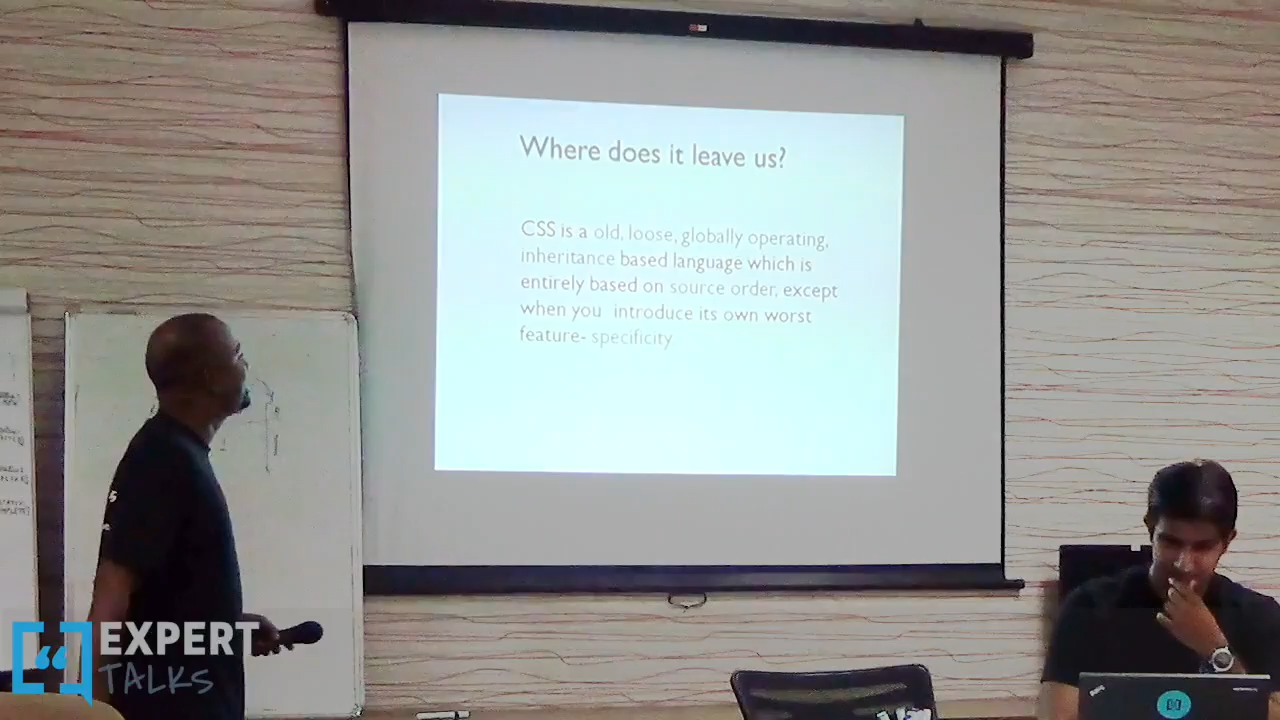 Where does it leave us?
CSS is a old, loose, globally operating,
inheritance based language which is
entirely based on source order, except
when you introduce its own worst
feature- specificity
EXPERT
TALKS